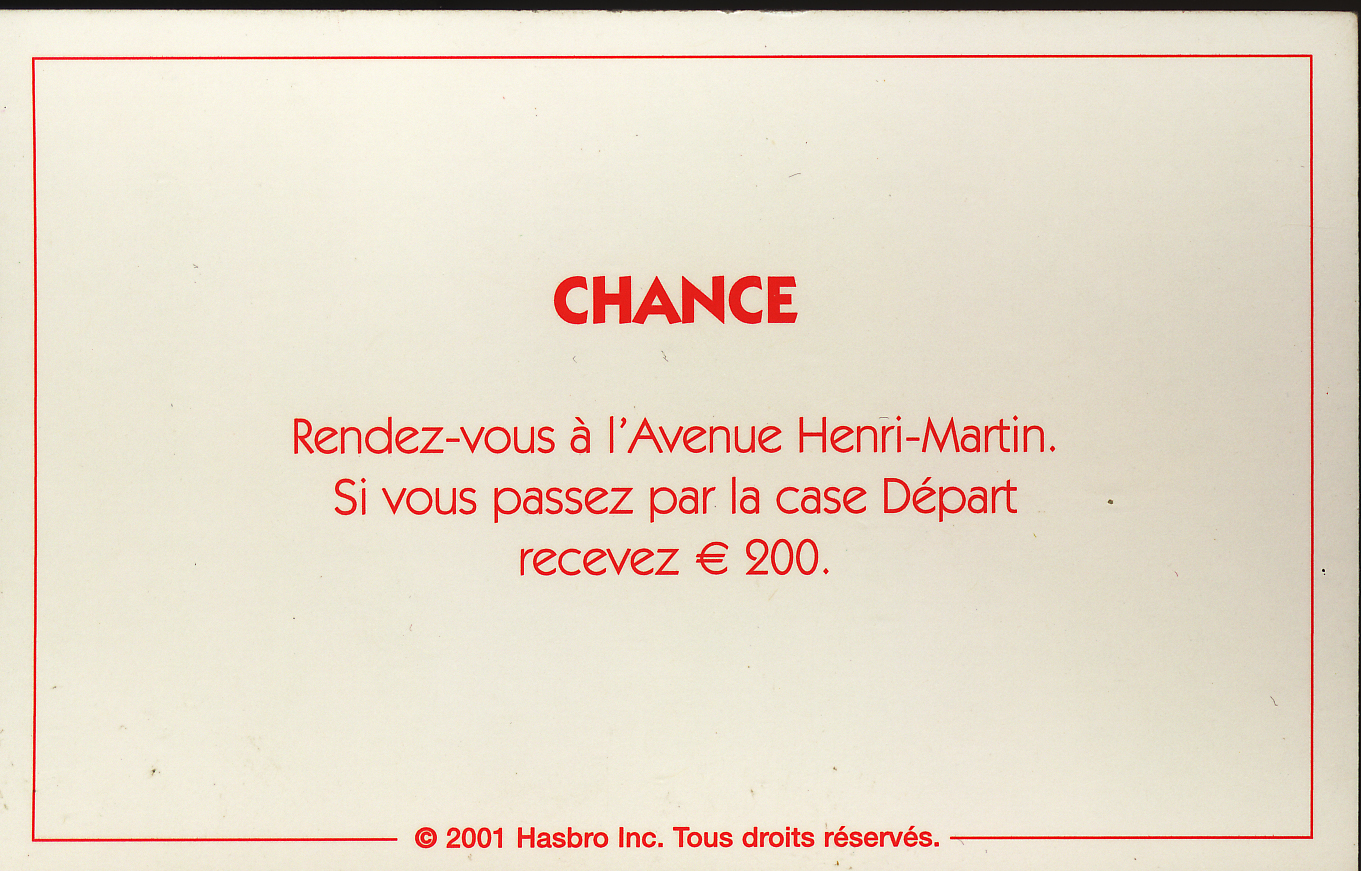 CHANCE
Rendez-vous à l'Avenue Henri-Martin.
Si vous passez par la case Départ
recevez € 200.
© 2001 Hasbro Inc. Tous droits réservés.